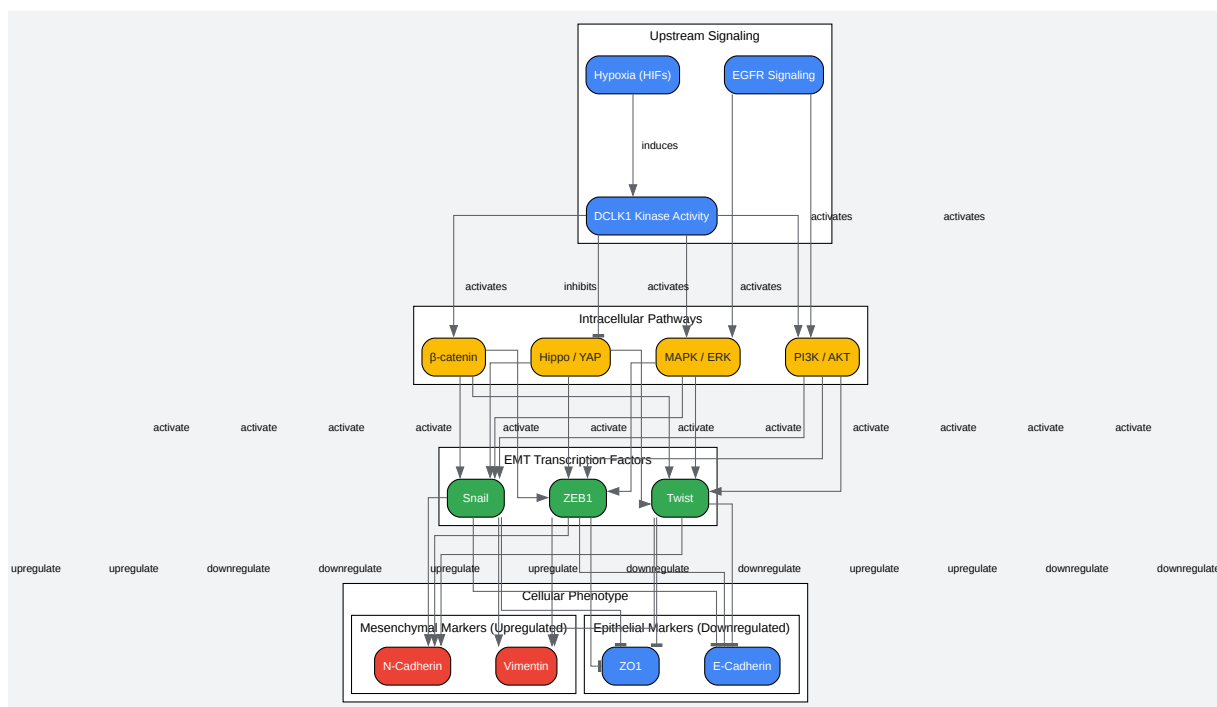 Upstream Signaling
Hypoxia (HIFs)
EGFR Signaling
induces
DCLK1 Kinase Activity
activates
activates
activates
inhibits
activates
activates
Intracellular Pathways
β-catenin
Hippo / YAP
MAPK / ERK
PI3K / AKT
activate
activate
activate
activate
activate
activate
activate
activate
activate
activate
activate
activate
EMT Transcription Factors
Snail
ZEB1
Twist
upregulate
upregulate
downregulate
downregulate
upregulate
upregulate
downregulate
downregulate
upregulate
upregulate
downregulate
downregulate
Cellular Phenotype
Mesenchymal Markers (Upregulated)
Epithelial Markers (Downregulated)
N-Cadherin
Vimentin
ZO1
E-Cadherin